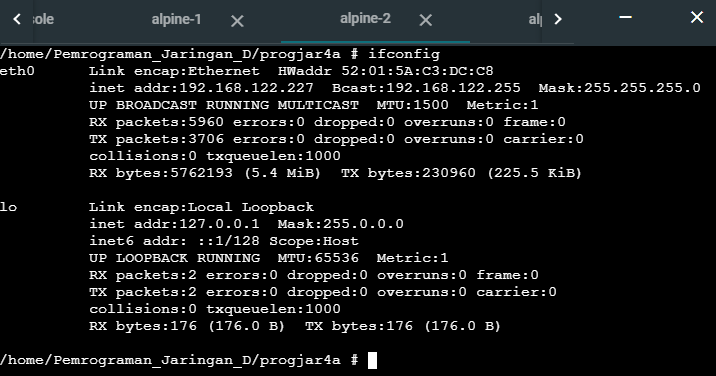 sole alpine-1 alpine-2 al
/home/Pemrograman_Jaringan_D/progjar4a # ifconfig
eth0      Link encap:Ethernet  HWaddr 52:01:5A:C3:DC:C8
          inet addr:192.168.122.227  Bcast:192.168.122.255  Mask:255.255.255.0
          UP BROADCAST RUNNING MULTICAST  MTU:1500  Metric:1
          RX packets:5960 errors:0 dropped:0 overruns:0 frame:0
          TX packets:3706 errors:0 dropped:0 overruns:0 carrier:0
          collisions:0 txqueuelen:1000
          RX bytes:5762193 (5.4 MiB)  TX bytes:230960 (225.5 KiB)
lo        Link encap:Local Loopback
          inet addr:127.0.0.1  Mask:255.0.0.0
          inet6 addr: ::1/128 Scope:Host
          UP LOOPBACK RUNNING  MTU:65536  Metric:1
          RX packets:2 errors:0 dropped:0 overruns:0 frame:0
          TX packets:2 errors:0 dropped:0 overruns:0 carrier:0
          collisions:0 txqueuelen:1000
          RX bytes:176 (176.0 B)  TX bytes:176 (176.0 B)
/home/Pemrograman_Jaringan_D/progjar4a #